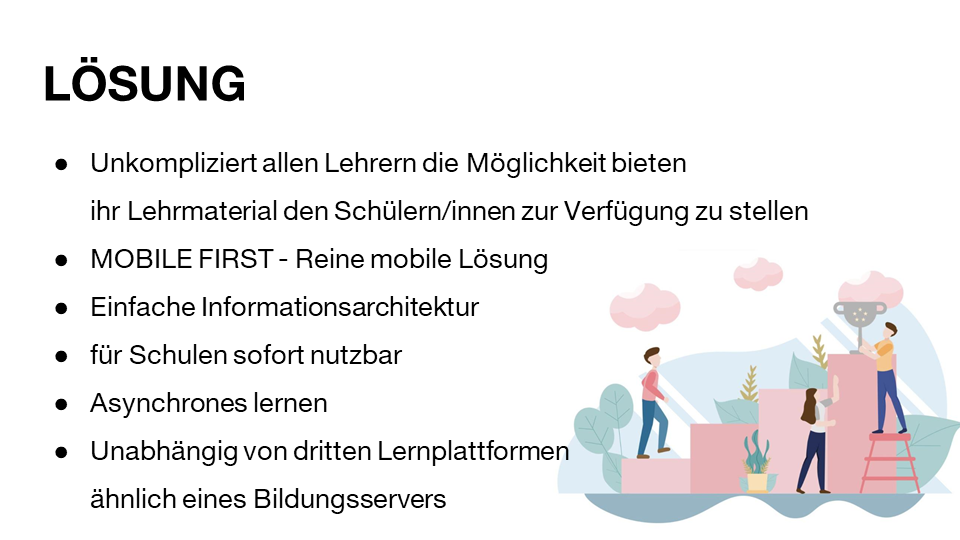 LÖSUNG
● Unkompliziert allen Lehrern die Möglichkeit bieten
ihr Lehrmaterial den Schülern/innen zur Verfügung zu stellen
● MOBILE FIRST - Reine mobile Lösung
● Einfache Informationsarchitektur
● für Schulen sofort nutzbar
● Asynchrones lernen
● Unabhängig von dritten Lernplattformen
ähnlich eines Bildungsservers